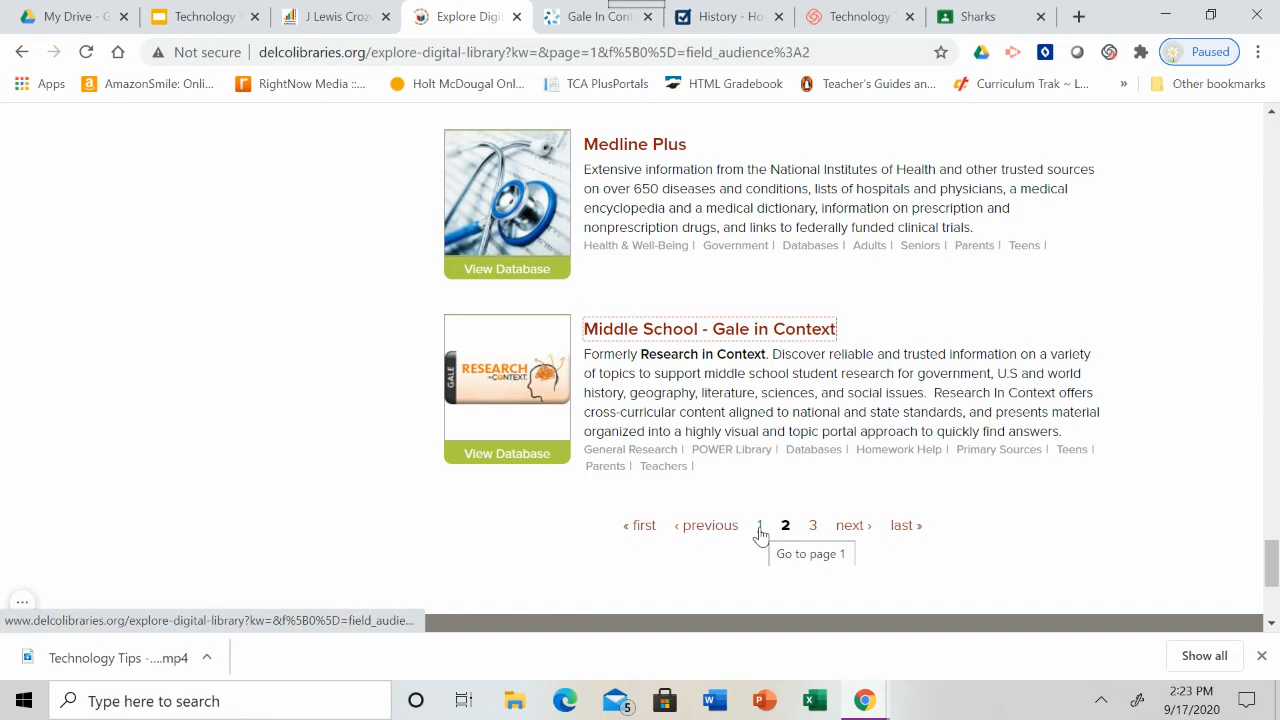 My Drive - G
Technology
J Lewis Croz
Explore Digi
Gale in Cont
History - Ho
Technology
Sharks
Not secure
delcolibraries.org/explore-digital-library?kw=&page=1&f%5B0%5D=field_audience%3A2
Paused
Apps
AmazonSmile: Onli...
RightNow Media ::...
Holt McDougal Onl...
TCA PlusPortals
HTML Gradebook
Teacher's Guides an...
Curriculum Trak ~ L...
»
Other bookmarks
Medline Plus
Extensive information from the National Institutes of Health and other trusted sources
on over 650 diseases and conditions, lists of hospitals and physicians, a medical
encyclopedia and a medical dictionary, information on prescription and
nonprescription drugs, and links to federally funded clinical trials.
Health & Well-Being | Government | Databases | Adults | Seniors | Parents | Teens |
View Database
Middle School - Gale in Context
Formerly Research in Context. Discover reliable and trusted information on a variety
of topics to support middle school student research for government, U.S and world
history, geography, literature, sciences, and social issues. Research In Context offers
cross-curricular content aligned to national and state standards, and presents material
organized into a highly visual and topic portal approach to quickly find answers.
General Research | POWER Library | Databases | Homework Help | Primary Sources | Teens |
Parents | Teachers |
GALE
RESEARCH
IN CONTEXT
View Database
« first ‹ previous 1 2 3 next › last »
Go to page 1
...
www.delcolibraries.org/explore-digital-library?kw=&f%5B0%5D=field_audie...
Technology Tips -....mp4
Show all
Type here to search
5
2:23 PM
9/17/2020